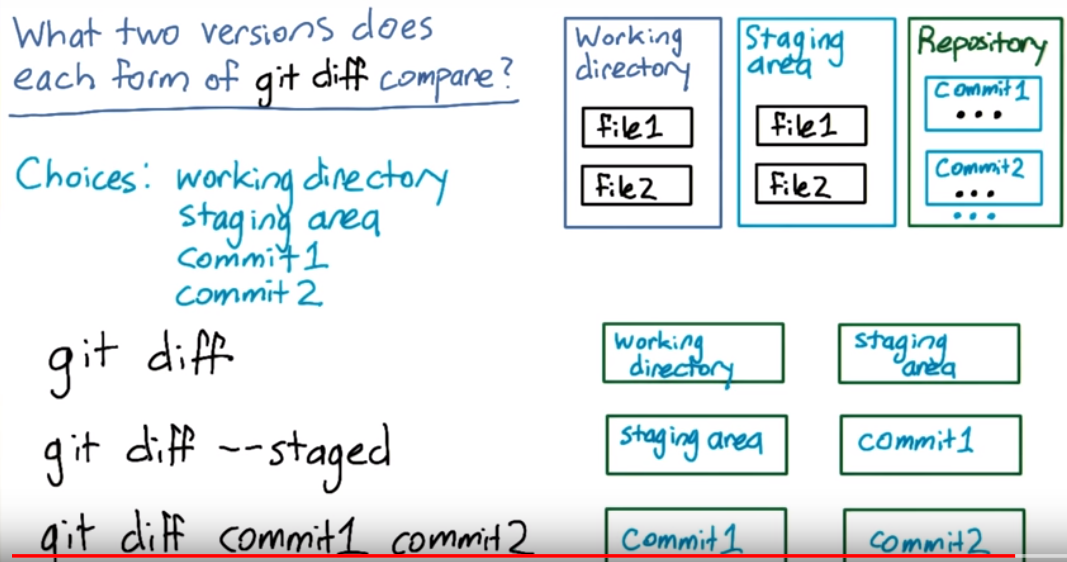 What two versions does
each form of git diff compare?
Choices: working directory
staging area
commit1
commit2
Working
directory
file1
file2
Staging
area
file1
file2
Repository
Commit1
...
Commit2
...
...
git diff
working
directory
staging
area
git diff --staged
staging area
commit1
git diff commit1 commit2
Commit1
commit2